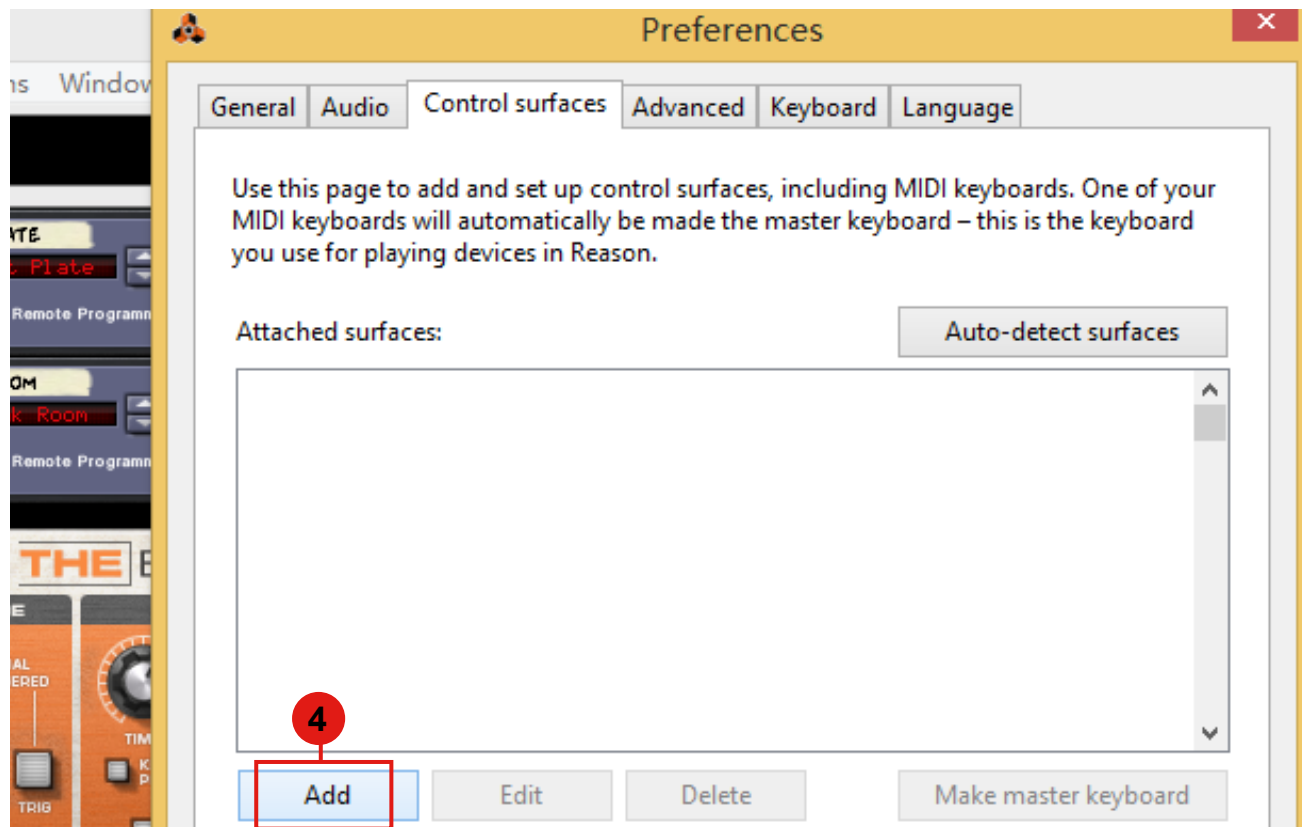 Preferences
ns Window
General Audio Control surfaces Advanced Keyboard Language
Use this page to add and set up control surfaces, including MIDI keyboards. One of your
MIDI keyboards will automatically be made the master keyboard – this is the keyboard
you use for playing devices in Reason.
Attached surfaces:
Auto-detect surfaces
Plate
Remote Programm
Room
Remote Programm
THE
TIM
TRIG
4
Add Edit Delete Make master keyboard